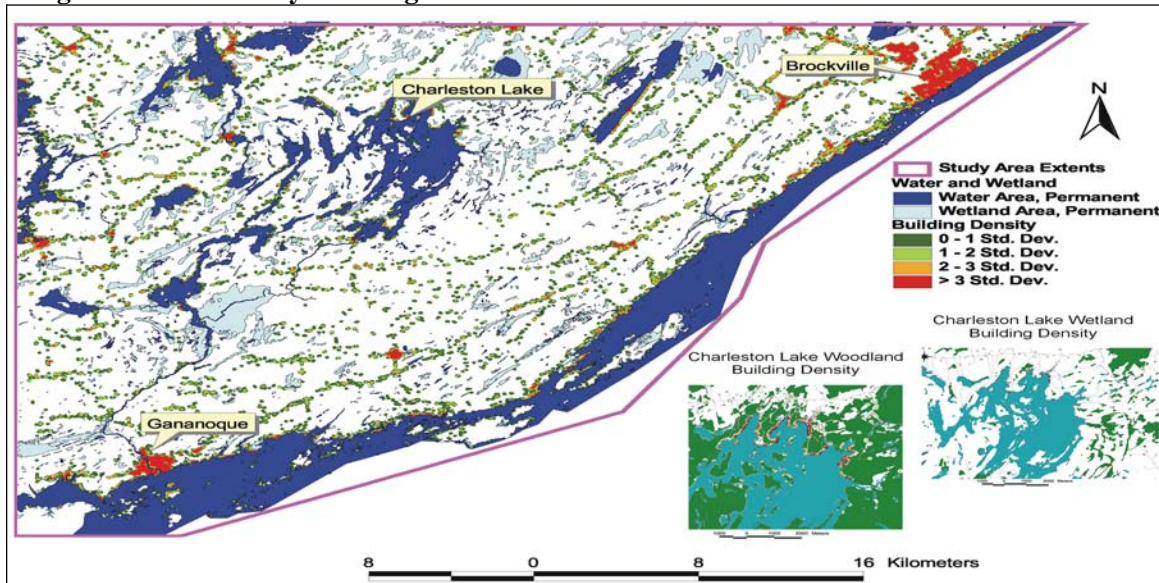 Charleston Lake
Brockville
N
Study Area Extents
Water and Wetland
Water Area, Permanent
Wetland Area, Permanent
Building Density
0 - 1 Std. Dev.
1 - 2 Std. Dev.
2 - 3 Std. Dev.
> 3 Std. Dev.
Charleston Lake Wetland
Building Density
Charleston Lake Woodland
Building Density
Gananoque
8 0 8 16 Kilometers